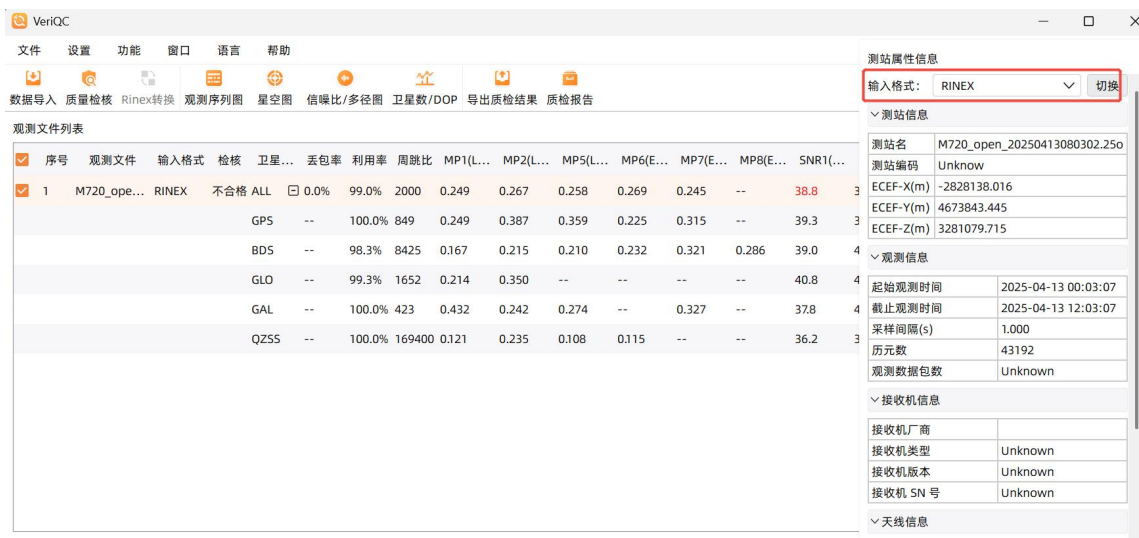 VeriQC
文件 设置 功能 窗口 语言 帮助
数据导入 质量检核 Rinex转换 观测序列图 星空图 信噪比/多径图 卫星数/DOP 导出质检结果 质检报告
观测文件列表
序号 观测文件 输入格式 检核 卫星... 丢包率 利用率 周跳比 MP1(L... MP2(L... MP5(L... MP6(E... MP7(E... MP8(E... SNR1(...
1 M720_ope... RINEX 不合格 ALL 0.0% 99.0% 2000 0.249 0.267 0.258 0.269 0.245 -- 38.8 3
GPS -- 100.0% 849 0.249 0.387 0.359 0.225 0.315 -- 39.3 3
BDS -- 98.3% 8425 0.167 0.215 0.210 0.232 0.321 0.286 39.0 4
GLO -- 99.3% 1652 0.214 0.350 -- -- -- -- 40.8 4
GAL -- 100.0% 423 0.432 0.242 0.274 -- 0.327 -- 37.8 4
QZSS -- 100.0% 169400 0.121 0.235 0.108 0.115 -- -- 36.2 3
测站属性信息
输入格式: RINEX 切换
测站信息
测站名 M720_open_20250413080302.25o
测站编码 Unknow
ECEF-X(m) -2828138.016
ECEF-Y(m) 4673843.445
ECEF-Z(m) 3281079.715
观测信息
起始观测时间 2025-04-13 00:03:07
截止观测时间 2025-04-13 12:03:07
采样间隔(s) 1.000
历元数 43192
观测数据包数 Unknown
接收机信息
接收机厂商
接收机类型 Unknown
接收机版本 Unknown
接收机 SN 号 Unknown
天线信息